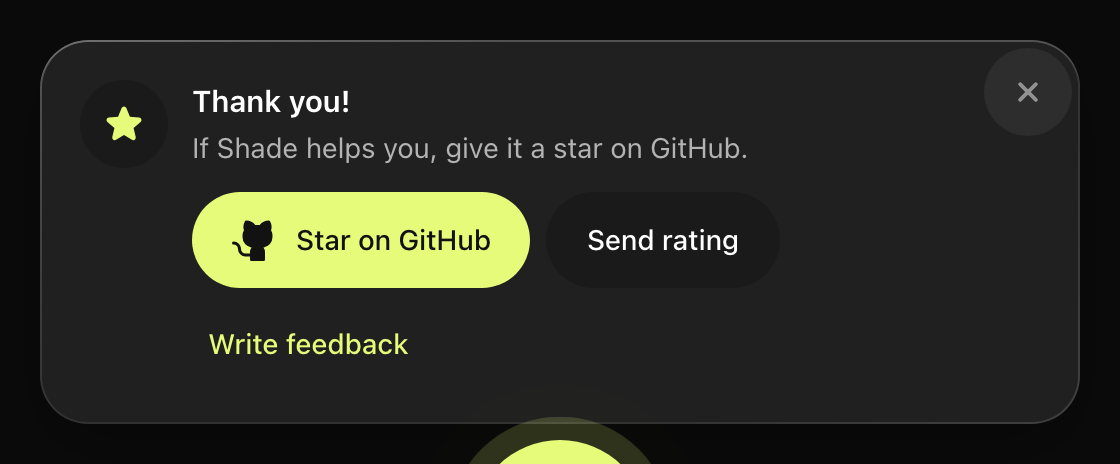 Thank you!
If Shade helps you, give it a star on GitHub.
Star on GitHub
Send rating
Write feedback